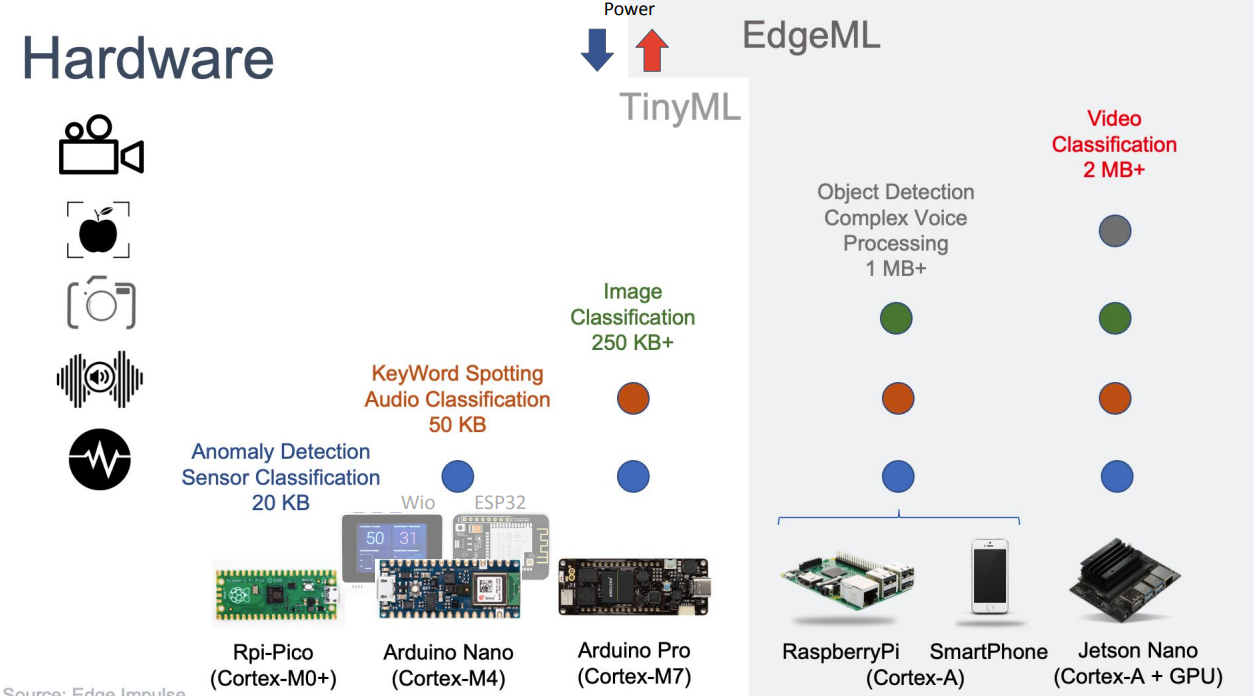 Power
Hardware
EdgeML
TinyML
Video
Classification
2 MB+
Object Detection
Complex Voice
Processing
1 MB+
Image
Classification
250 KB+
KeyWord Spotting
Audio Classification
50 KB
Anomaly Detection
Sensor Classification
20 KB
Wio
ESP32
50 31
Rpi-Pico
(Cortex-M0+)
Arduino Nano
(Cortex-M4)
Arduino Pro
(Cortex-M7)
RaspberryPi
SmartPhone
(Cortex-A)
Jetson Nano
(Cortex-A + GPU)
Source: Edge Impulse